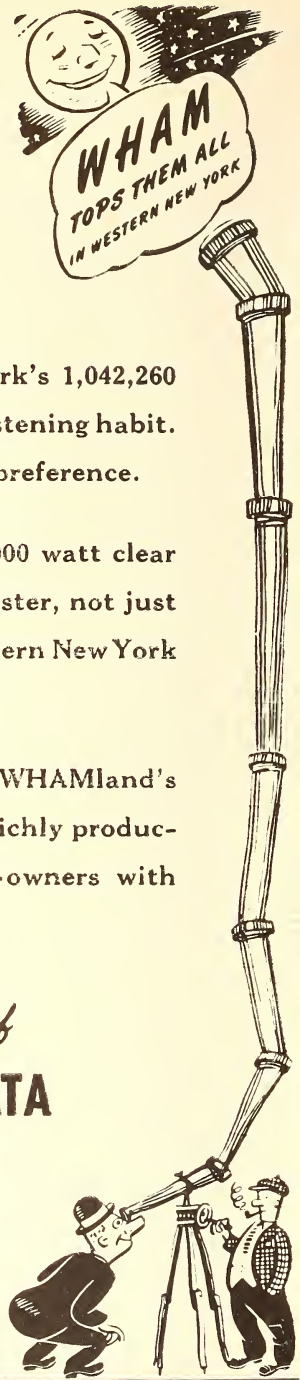 WHAM
TOPS THEM ALL
IN WESTERN NEW YORK
rk's 1,042,260
stening habit.
preference.
000 watt clear
ster, not just
ern New York
WHAMland's
ichly produc-
owners with
TA